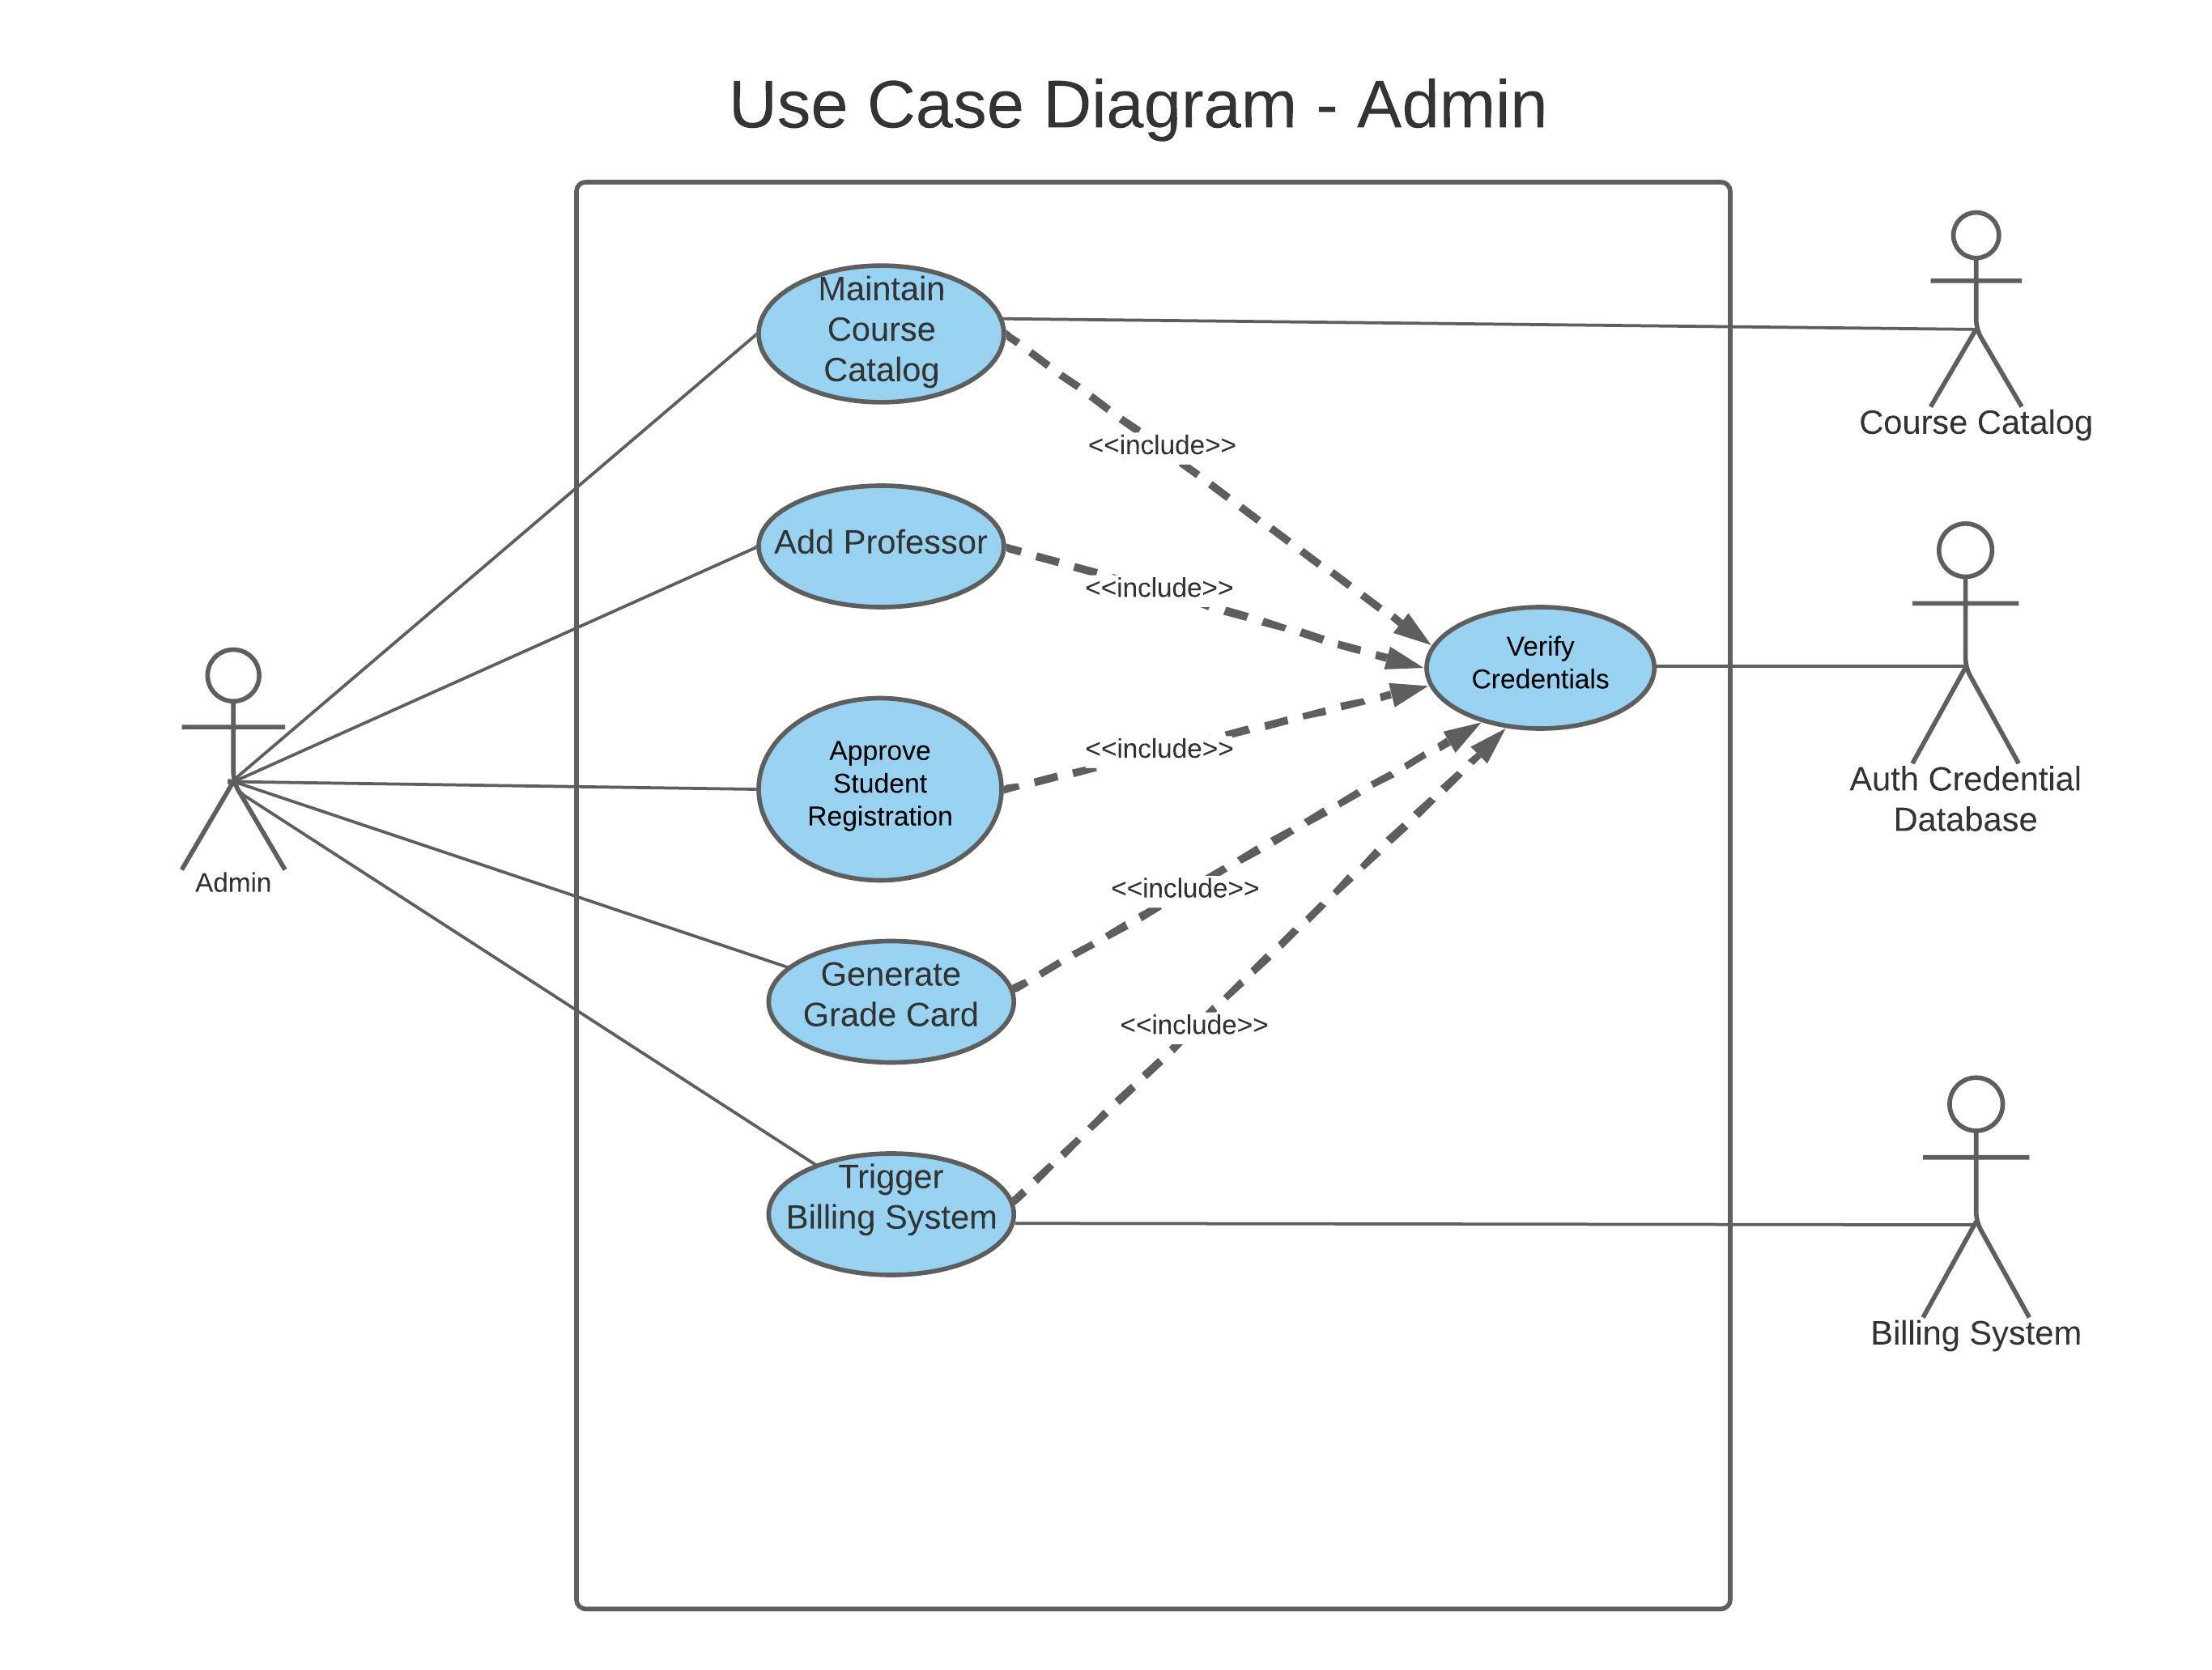 Use Case Diagram - Admin
Maintain
Course
Catalog
<<include>>
Course Catalog
Add Professor
<<include>>
Verify
Credentials
Approve
Student
Registration
<<include>>
Auth Credential
Database
Admin
<<include>>
Generate
Grade Card
<<include>>
Trigger
Billing System
Billing System